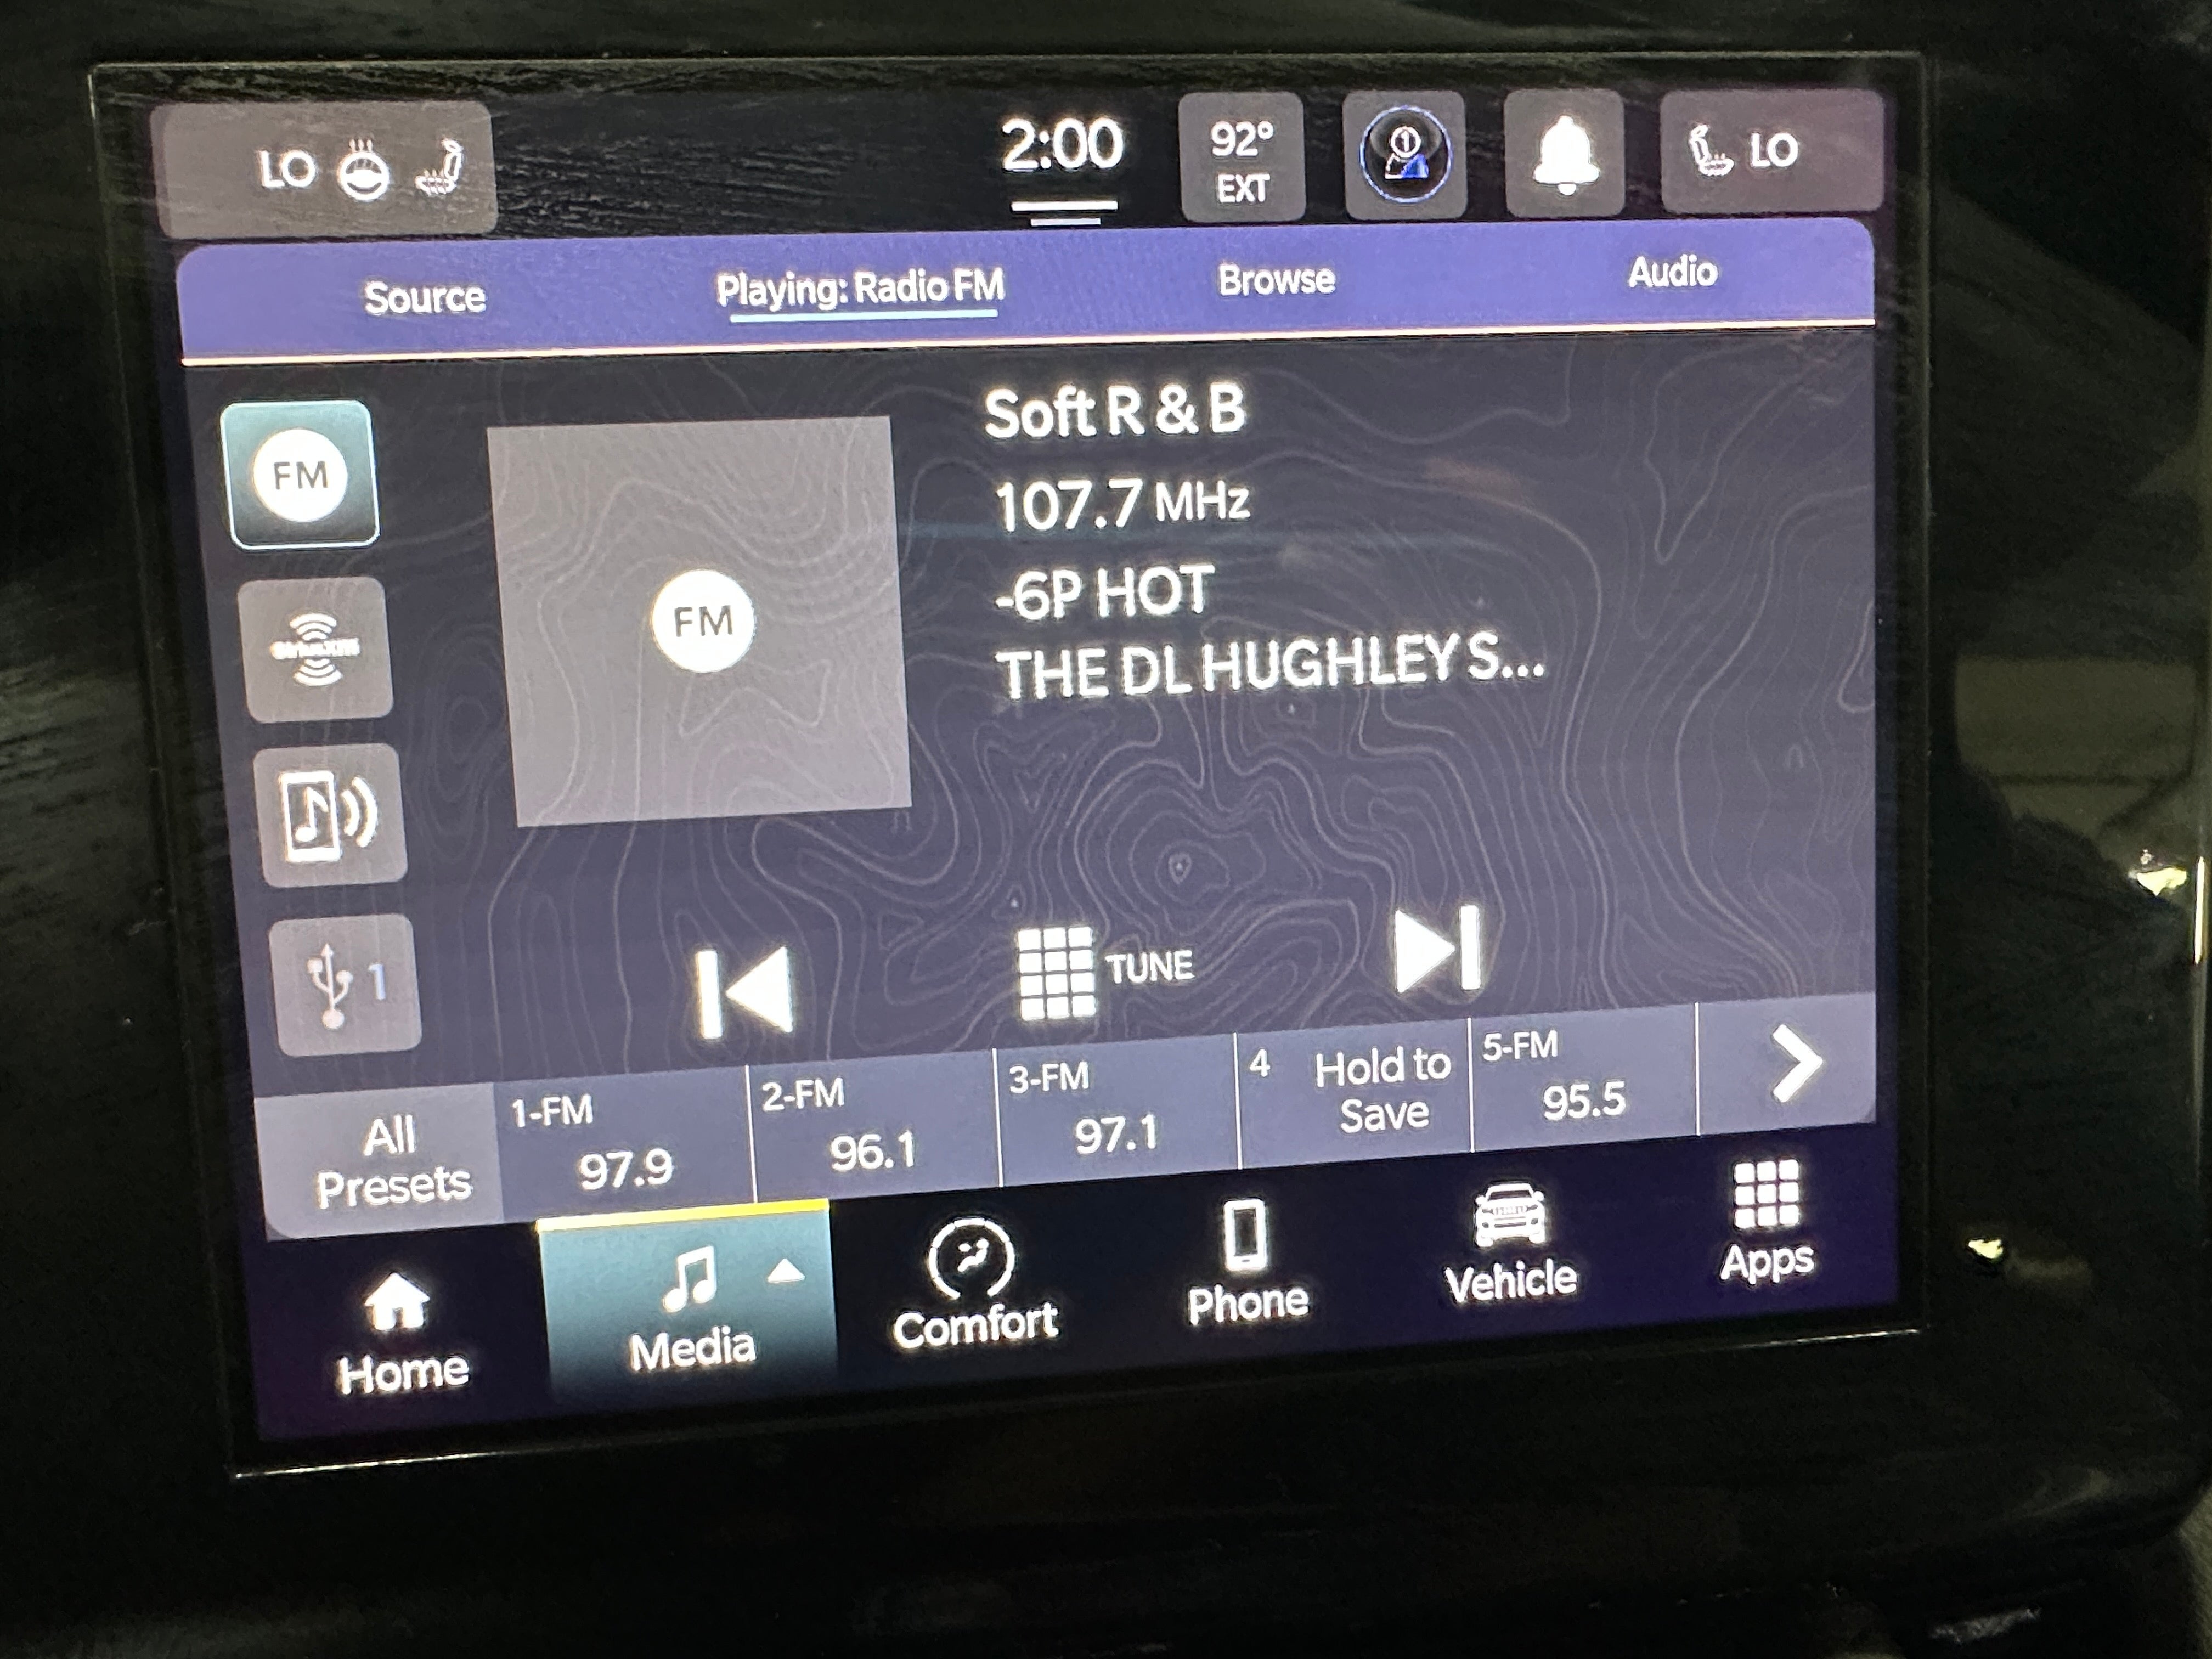 LO
2:00
92°
EXT
1
LO
Source
Playing: Radio FM
Browse
Audio
FM
Soft R & B
107.7 MHz
-6P HOT
THE DL HUGHLEY S...
FM
SiriusXM
1
TUNE
All
Presets
1-FM
97.9
2-FM
96.1
3-FM
97.1
4
Hold to
Save
5-FM
95.5
Home
Media
Comfort
Phone
Vehicle
Apps